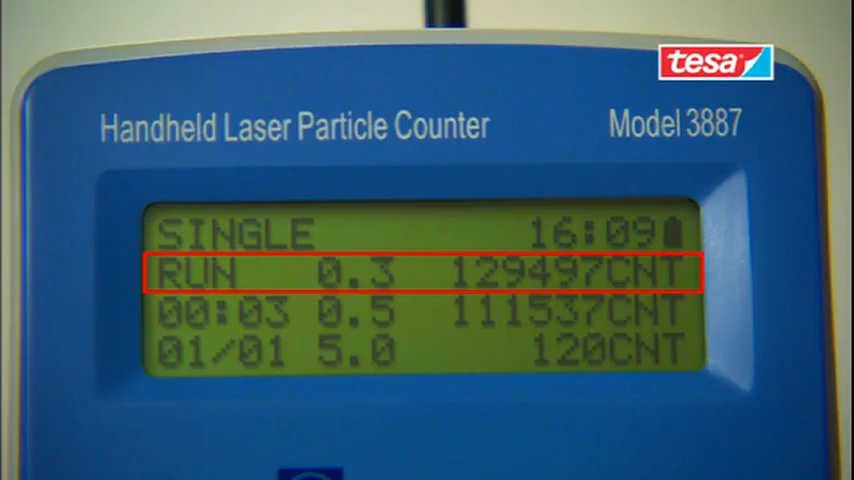 tesa
Handheld Laser Particle Counter Model 3887
SINGLE 16:09
RUN 0.3 129497CNT
00:03 0.5 111537CNT
01/01 5.0 120CNT